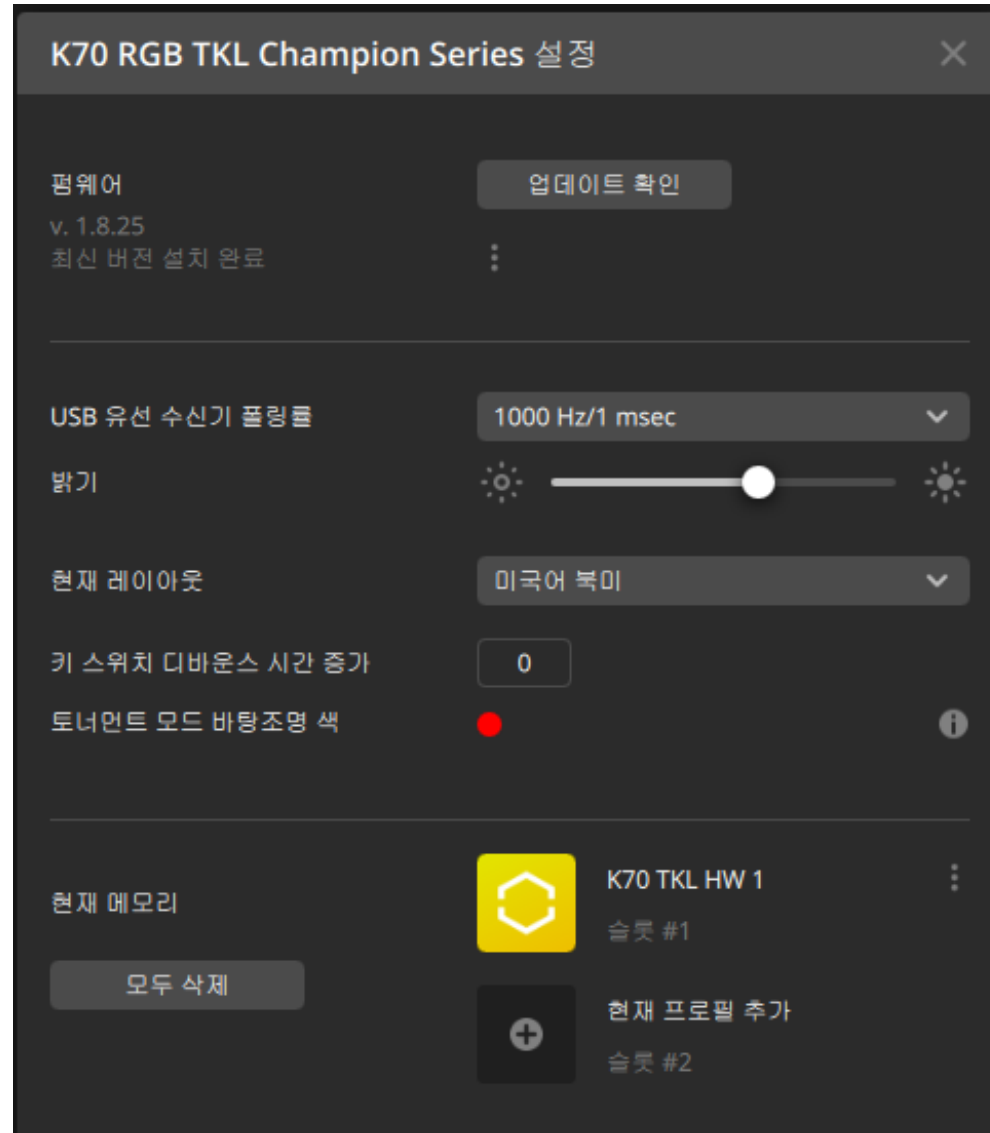 K70 RGB TKL Champion Series 설정
펌웨어
업데이트 확인
v. 1.8.25
최신 버전 설치 완료
USB 유선 수신기 폴링률
1000 Hz/1 msec
밝기
현재 레이아웃
미국어 북미
키 스위치 디바운스 시간 증가
0
토너먼트 모드 바탕조명 색
현재 메모리
K70 TKL HW 1
슬롯 #1
모두 삭제
현재 프로필 추가
슬롯 #2